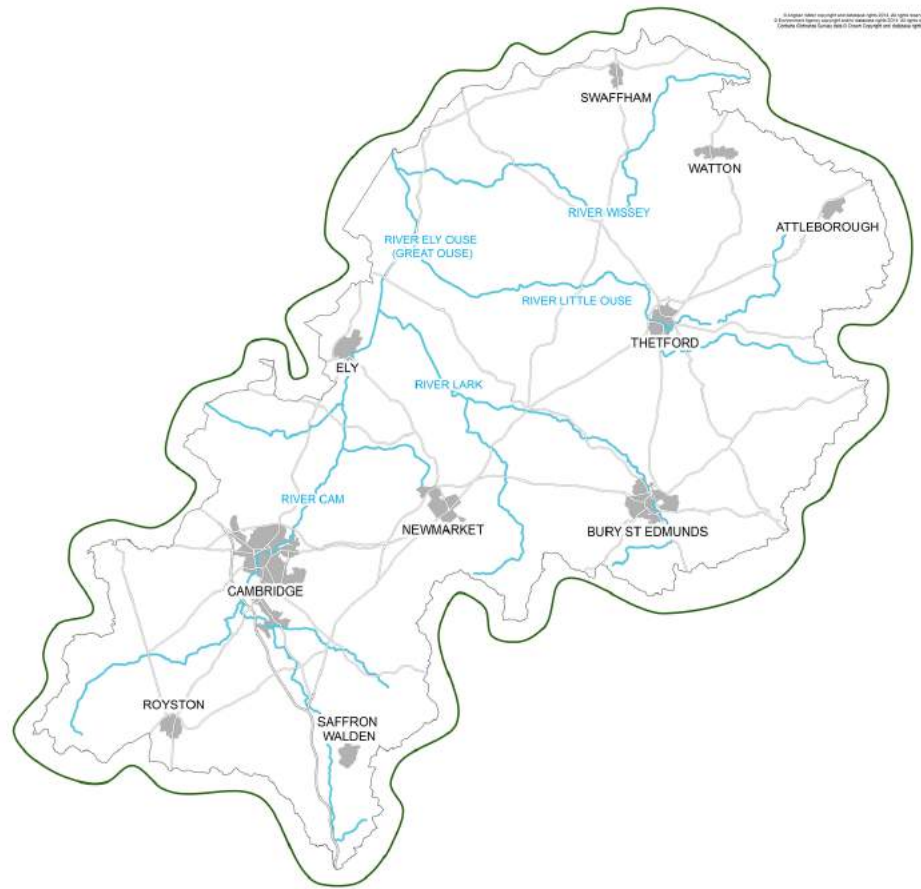 SWAFFHAM
WATTON
ATTLEBOROUGH
RIVER WISSEY
RIVER ELY OUSE
(GREAT OUSE)
RIVER LITTLE OUSE
THETFORD
ELY
RIVER LARK
RIVER CAM
NEWMARKET
BURY ST EDMUNDS
CAMBRIDGE
ROYSTON
SAFFRON
WALDEN